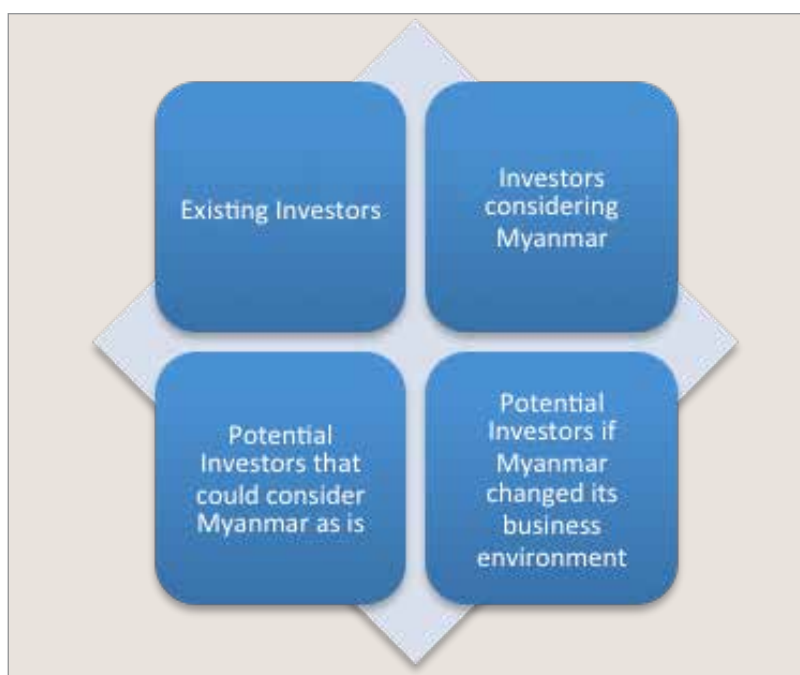 Existing Investors
Investors
considering
Myanmar
Potential
Investors that
could consider
Myanmar as is
Potential
Investors if
Myanmar
changed its
business
environment